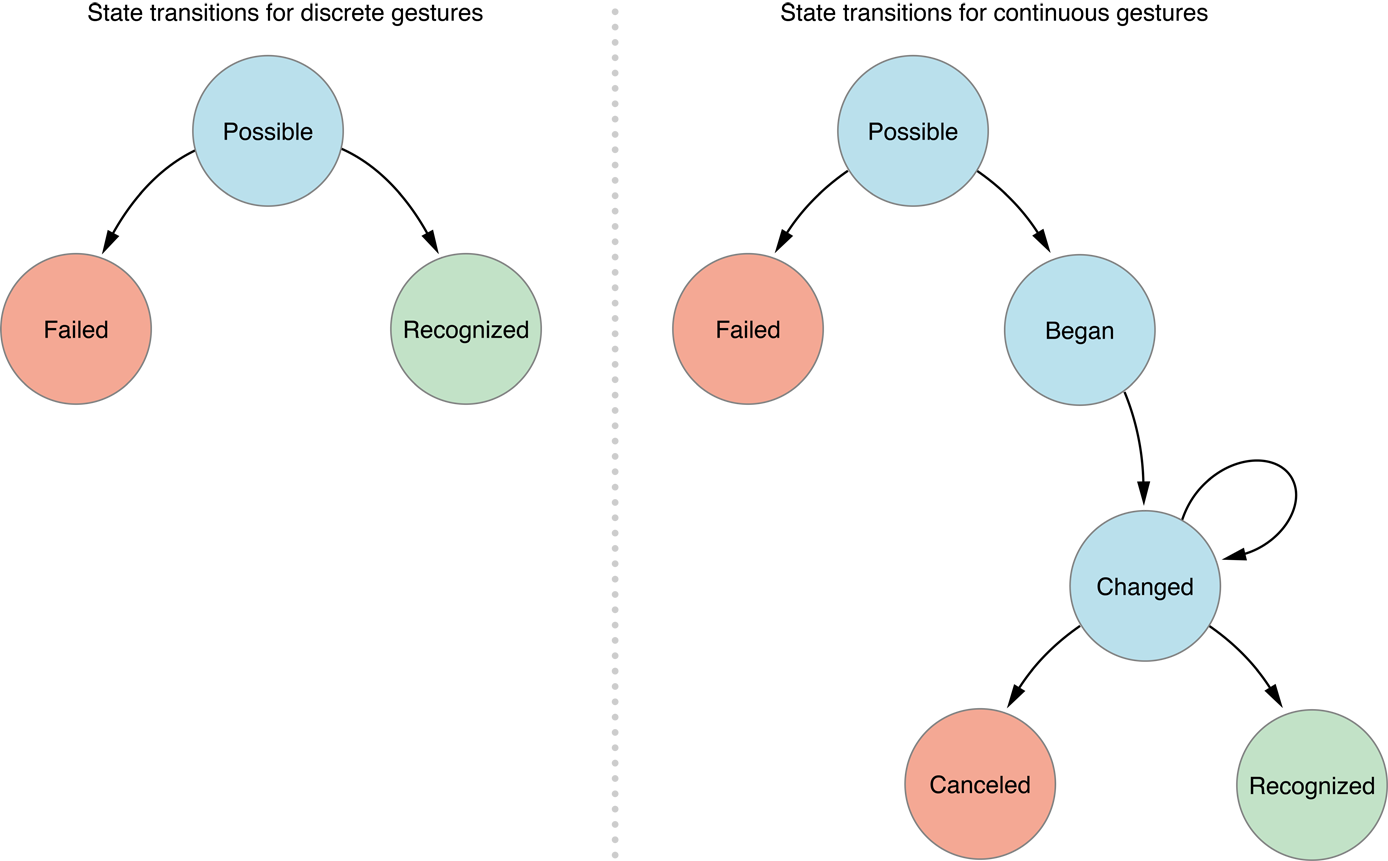 State transitions for discrete gestures
Possible
Failed
Recognized
State transitions for continuous gestures
Possible
Failed
Began
Changed
Canceled
Recognized